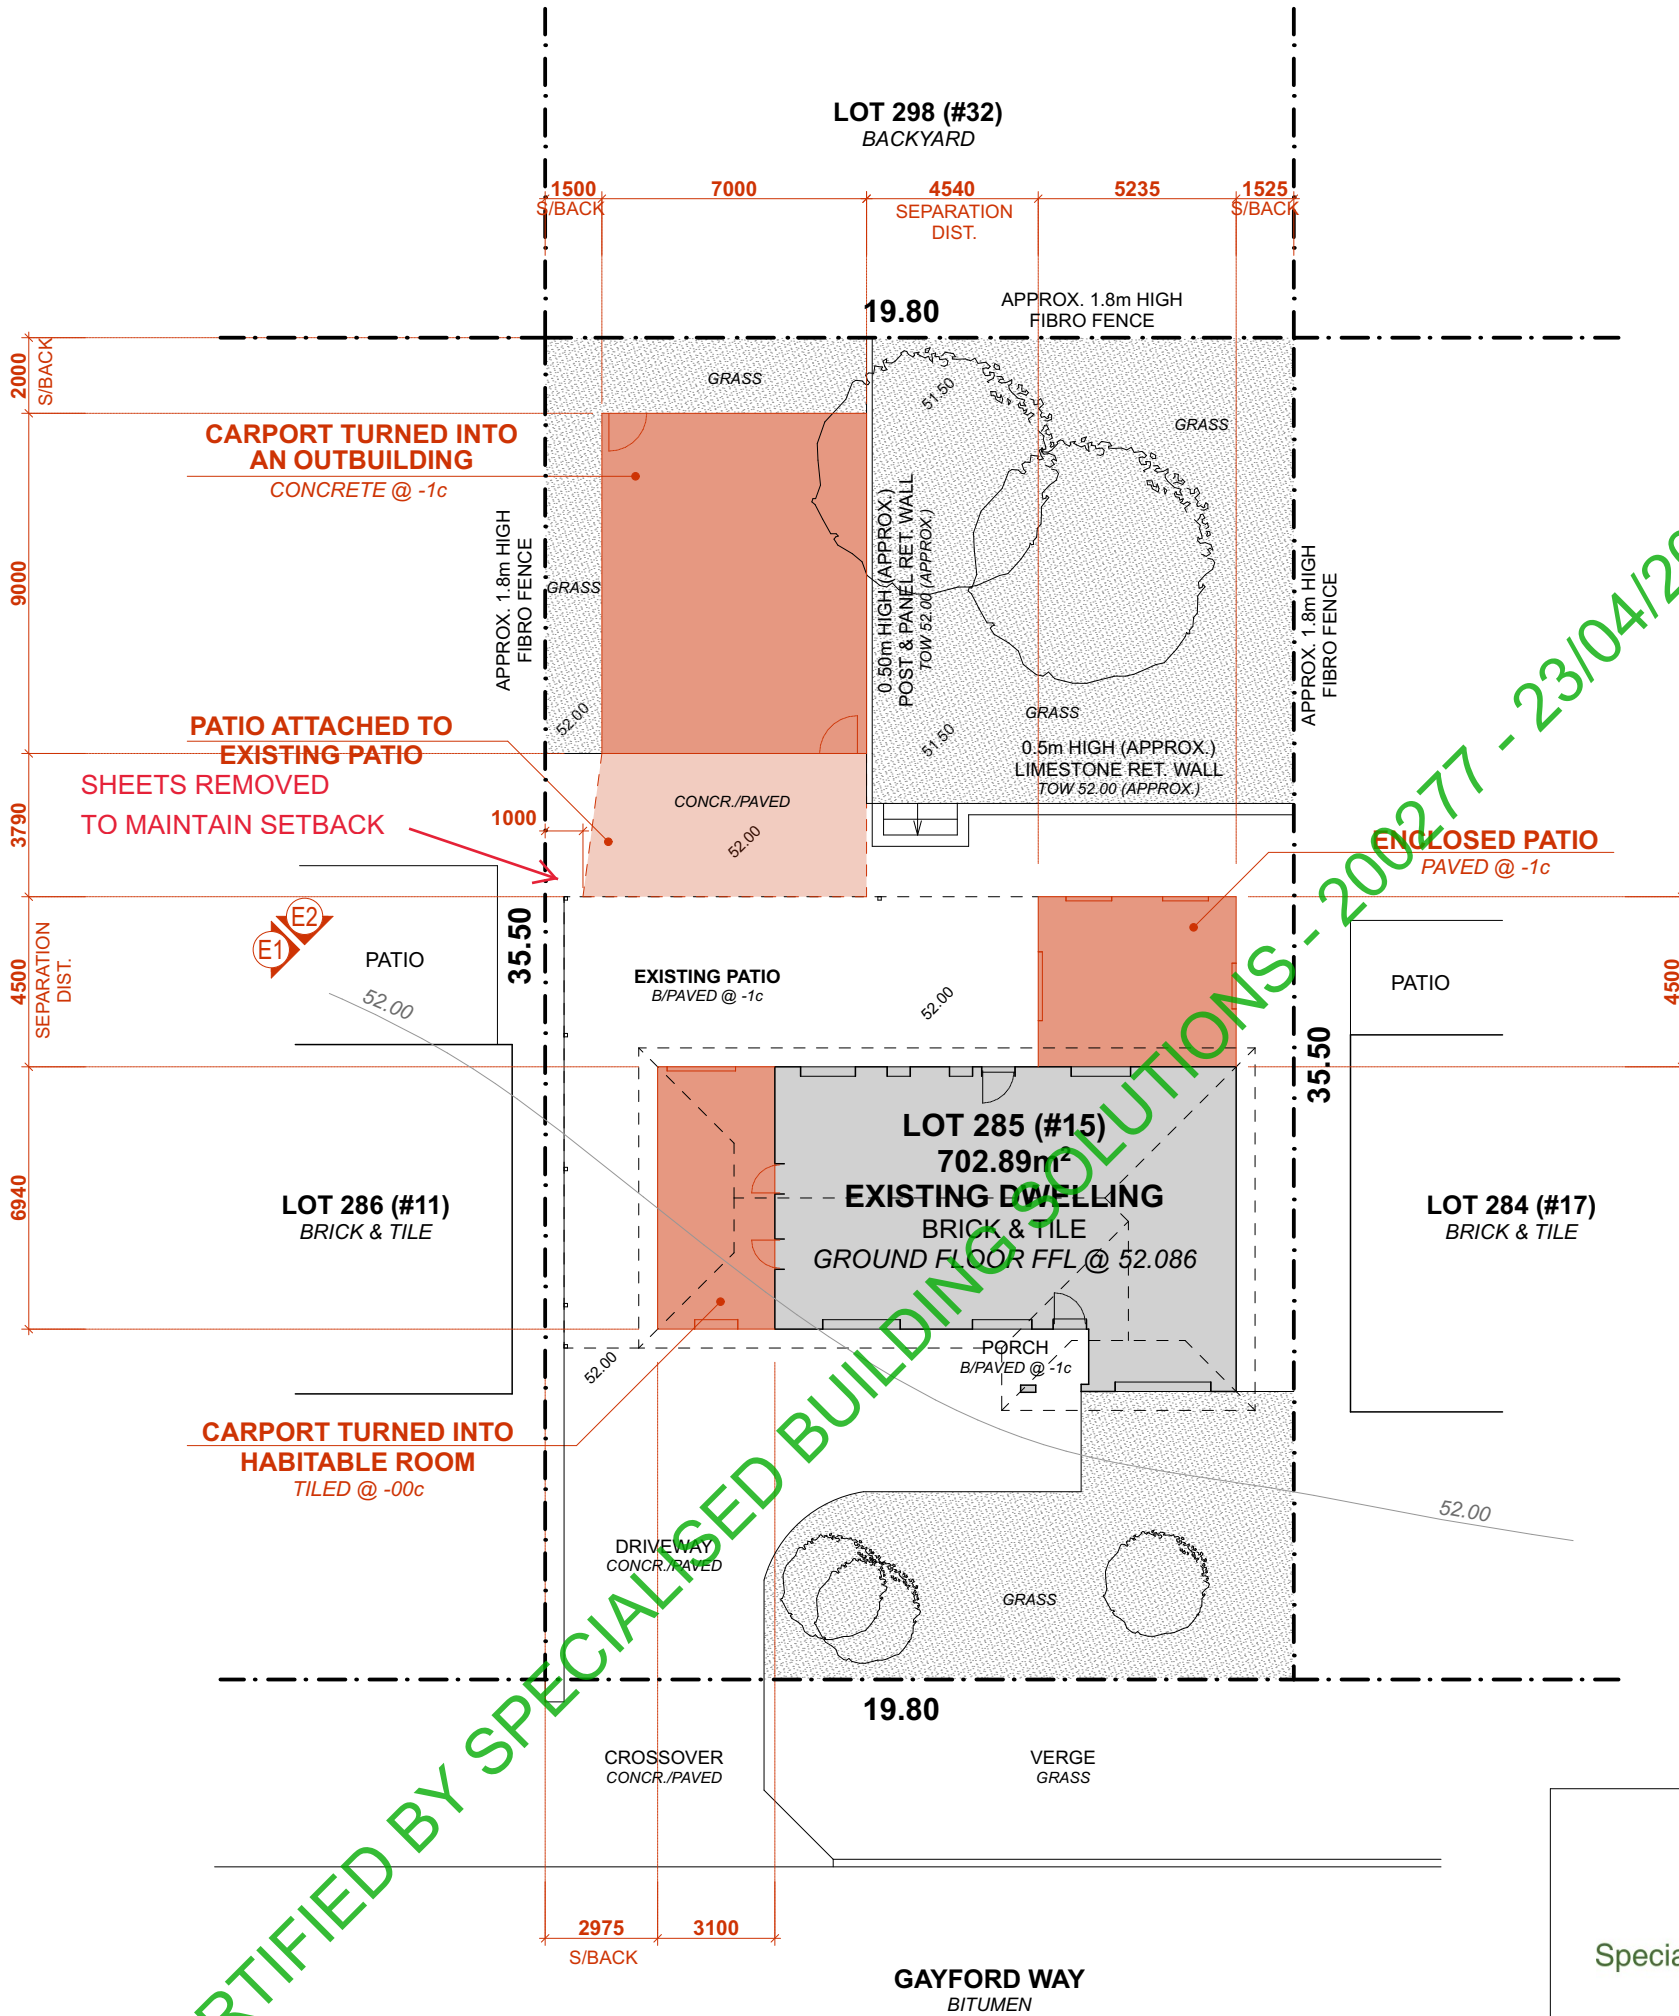 LOT 298 (#32)
BACKYARD
1500
7000
4540
5235
1525
S/BACK
SEPARATION
DIST.
S/BACK
19.80
APPROX. 1.8m HIGH
FIBRO FENCE
2000
S/BACK
GRASS
51.50
GRASS
CARPORT TURNED INTO
AN OUTBUILDING
CONCRETE @ -1c
9000
APPROX. 1.8m HIGH
FIBRO FENCE
GRASS
0.50m HIGH (APPROX.)
POST & PANEL RET. WALL
TOW 52.00 (APPROX.)
APPROX. 1.8m HIGH
FIBRO FENCE
52.00
51.50
GRASS
0.5m HIGH (APPROX.)
LIMESTONE RET. WALL
TOW 52.00 (APPROX.)
PATIO ATTACHED TO
EXISTING PATIO
SHEETS REMOVED
TO MAINTAIN SETBACK
3790
1000
CONCR./PAVED
52.00
ENCLOSED PATIO
PAVED @ -1c
4500
SEPARATION
DIST.
E1
E2
PATIO
52.00
35.50
EXISTING PATIO
B/PAVED @ -1c
52.00
PATIO
4500
35.50
6940
LOT 286 (#11)
BRICK & TILE
LOT 285 (#15)
702.89m²
EXISTING DWELLING
BRICK & TILE
GROUND FLOOR FFL @ 52.086
LOT 284 (#17)
BRICK & TILE
PORCH
B/PAVED @ -1c
52.00
CARPORT TURNED INTO
HABITABLE ROOM
TILED @ -00c
52.00
DRIVEWAY
CONCR./PAVED
GRASS
19.80
CROSSOVER
CONCR./PAVED
VERGE
GRASS
2975
3100
S/BACK
GAYFORD WAY
BITUMEN
RTIFIED BY SPECIALISED BUILDING SOLUTIONS - 200277 - 23/04/20
Specia